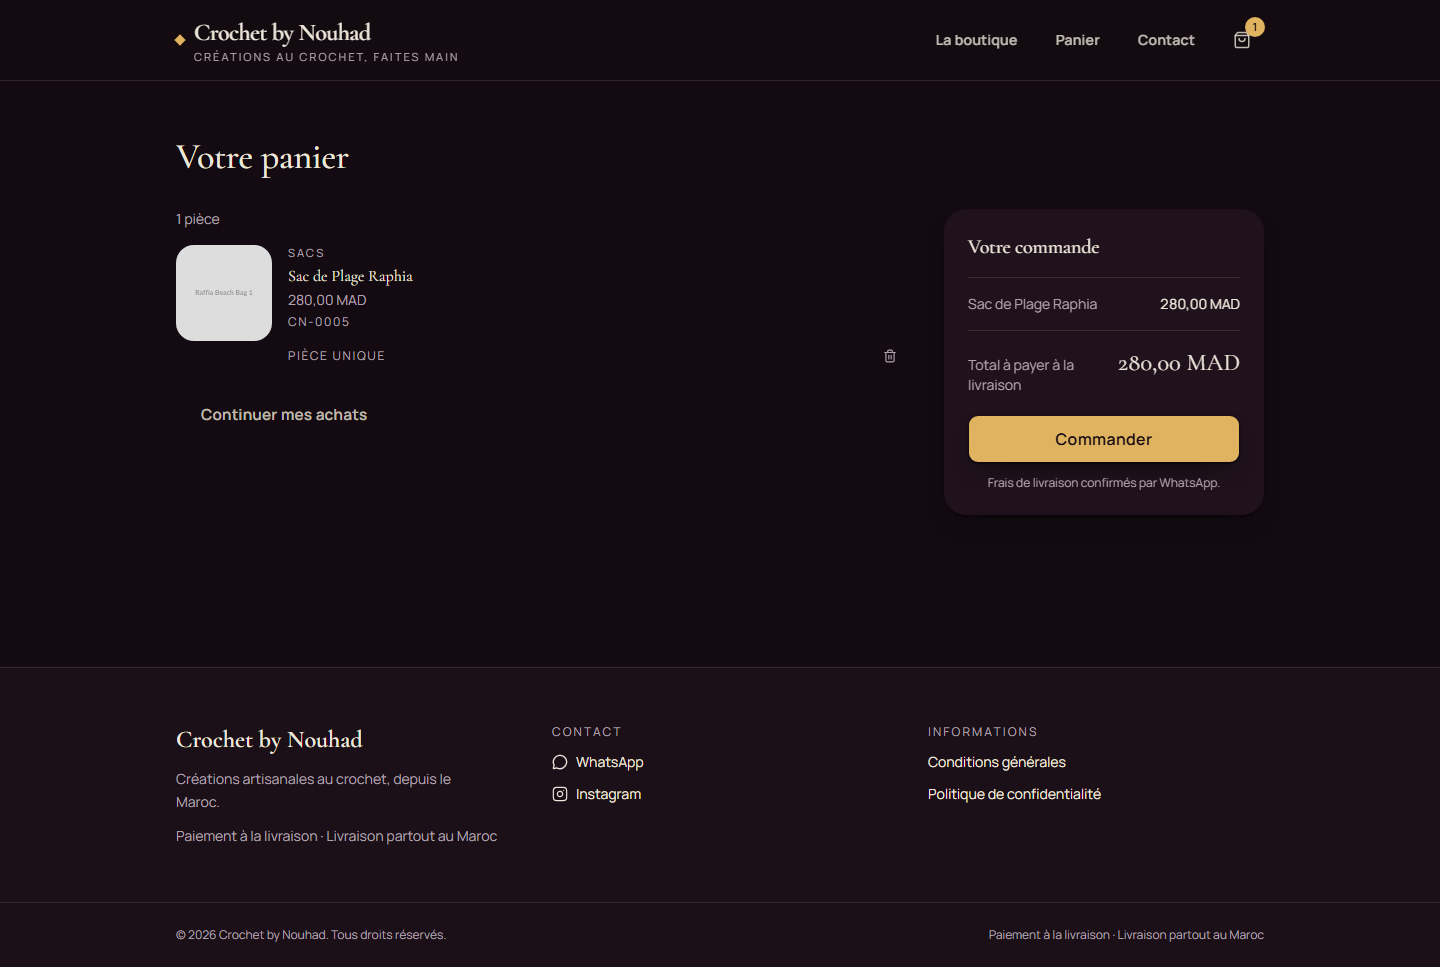 Crochet by Nouhad
CRÉATIONS AU CROCHET, FAITES MAIN
La boutique
Panier
Contact
1
Votre panier
1 pièce
Raffia Beach Bag 1
SACS
Sac de Plage Raphia
280,00 MAD
CN-0005
PIÈCE UNIQUE
Continuer mes achats
Votre commande
Sac de Plage Raphia 280,00 MAD
Total à payer à la
livraison
280,00 MAD
Commander
Frais de livraison confirmés par WhatsApp.
Crochet by Nouhad
Créations artisanales au crochet, depuis le
Maroc.
Paiement à la livraison · Livraison partout au Maroc
CONTACT
WhatsApp
Instagram
INFORMATIONS
Conditions générales
Politique de confidentialité
© 2026 Crochet by Nouhad. Tous droits réservés.
Paiement à la livraison · Livraison partout au Maroc